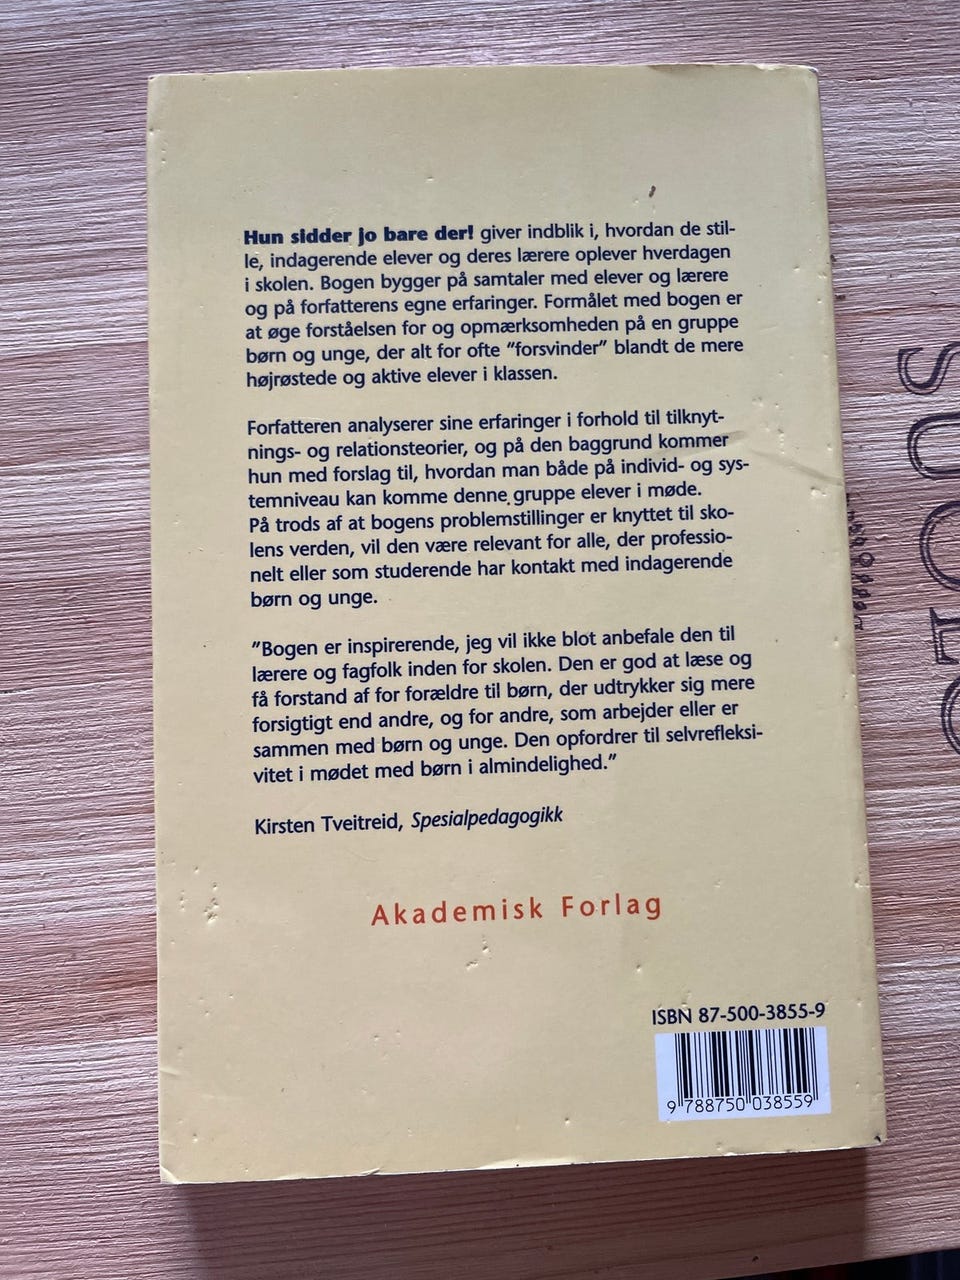 Hun sidder jo bare der! giver indblik i, hvordan de stil-
le, indagerende elever og deres lærere oplever hverdagen
i skolen. Bogen bygger på samtaler med elever og lærere
og på forfatterens egne erfaringer. Formålet med bogen er
at øge forståelsen for og opmærksomheden på en gruppe
børn og unge, der alt for ofte ”forsvinder” blandt de mere
højrøstede og aktive elever i klassen.
Forfatteren analyserer sine erfaringer i forhold til tilknyt-
nings- og relationsteorier, og på den baggrund kommer
hun med forslag til, hvordan man både på individ- og sys-
temniveau kan komme denne gruppe elever i møde.
På trods af at bogens problemstillinger er knyttet til sko-
lens verden, vil den være relevant for alle, der professio-
nelt eller som studerende har kontakt med indagerende
børn og unge.
”Bogen er inspirerende, jeg vil ikke blot anbefale den til
lærere og fagfolk inden for skolen. Den er god at læse og
få forstand af for forældre til børn, der udtrykker sig mere
forsigtigt end andre, og for andre, som arbejder eller er
sammen med børn og unge. Den opfordrer til selvrefleksi-
vitet i mødet med børn i almindelighed.”
Kirsten Tveitreid, Spesialpedagogikk
Akademisk Forlag
ISBN 87-500-3855-9
9 788750 038559